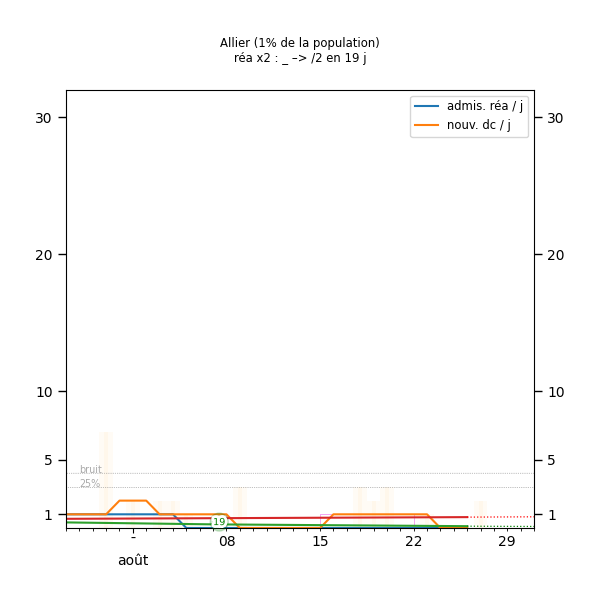 Allier (1% de la population)
réa x2 : _ –> /2 en 19 j
admis. réa / j
nouv. dc / j
30
30
20
20
10
10
5
5
bruit
25%
1
1
19
-
08
15
22
29
août